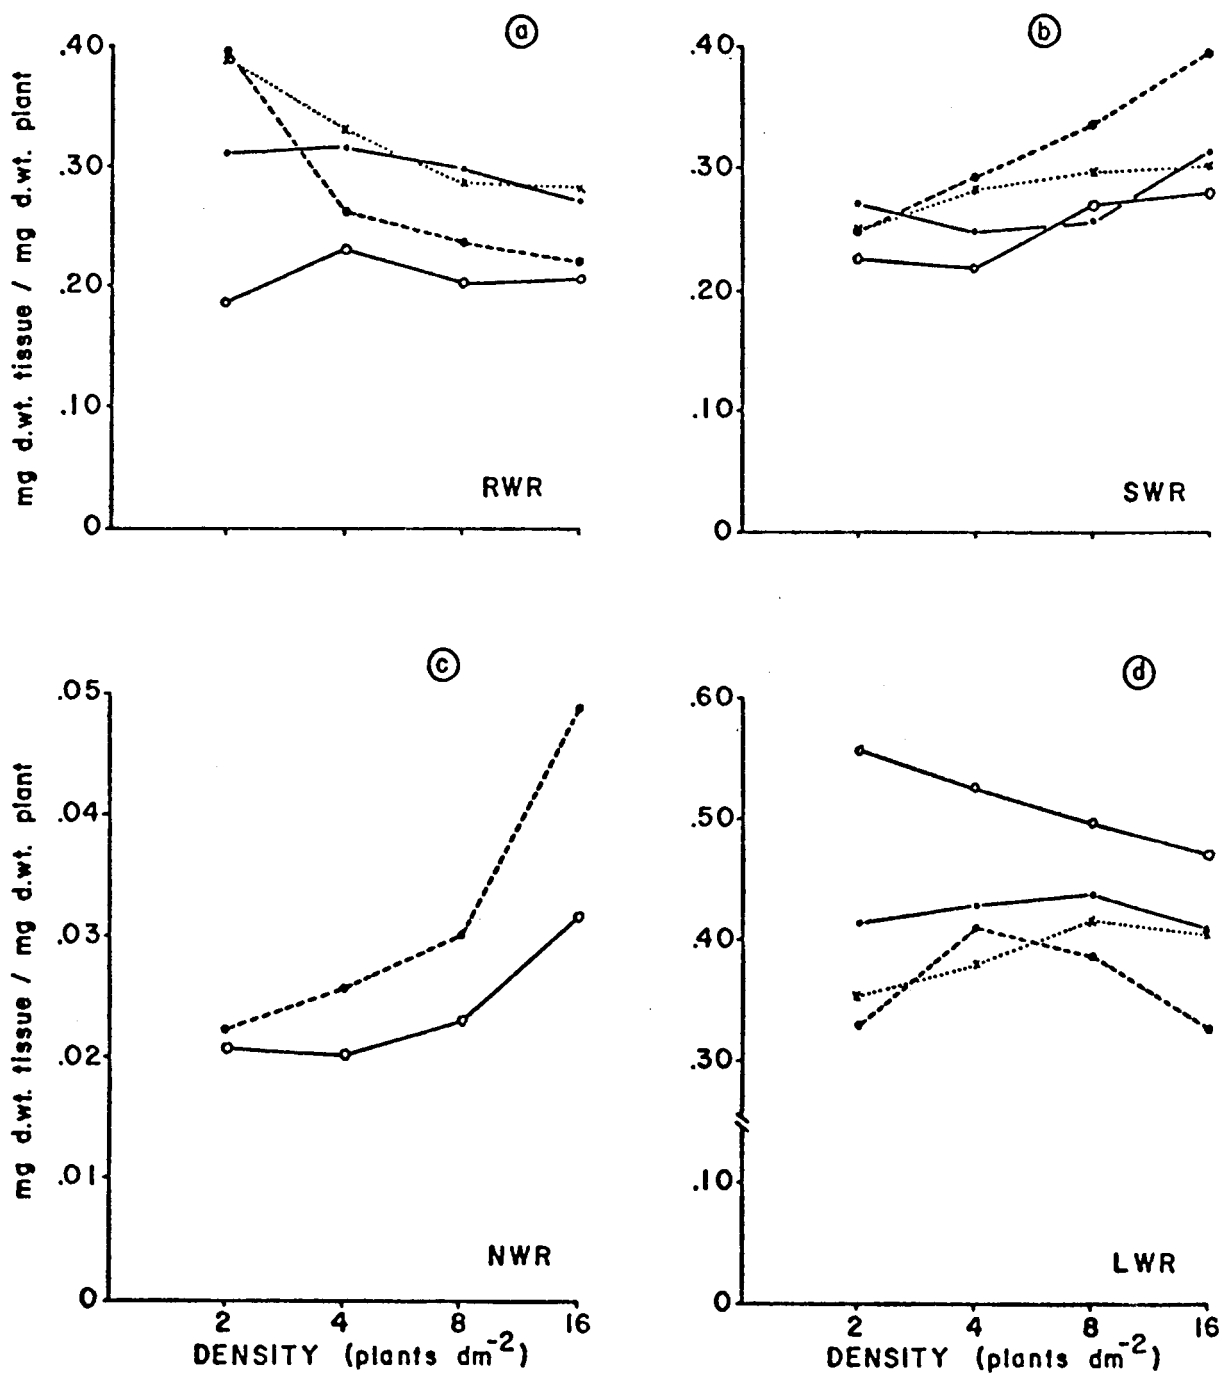 a
b
mg d.wt. tissue / mg d.wt. plant
.40
.30
.20
.10
0
RWR
.40
.30
.20
.10
0
SWR
c
d
mg d.wt. tissue / mg d.wt. plant
.05
.04
.03
.02
.01
0
NWR
2 4 8 16
DENSITY (plants dm⁻²)
.60
.50
.40
.30
.10
0
LWR
2 4 8 16
DENSITY (plants dm⁻²)